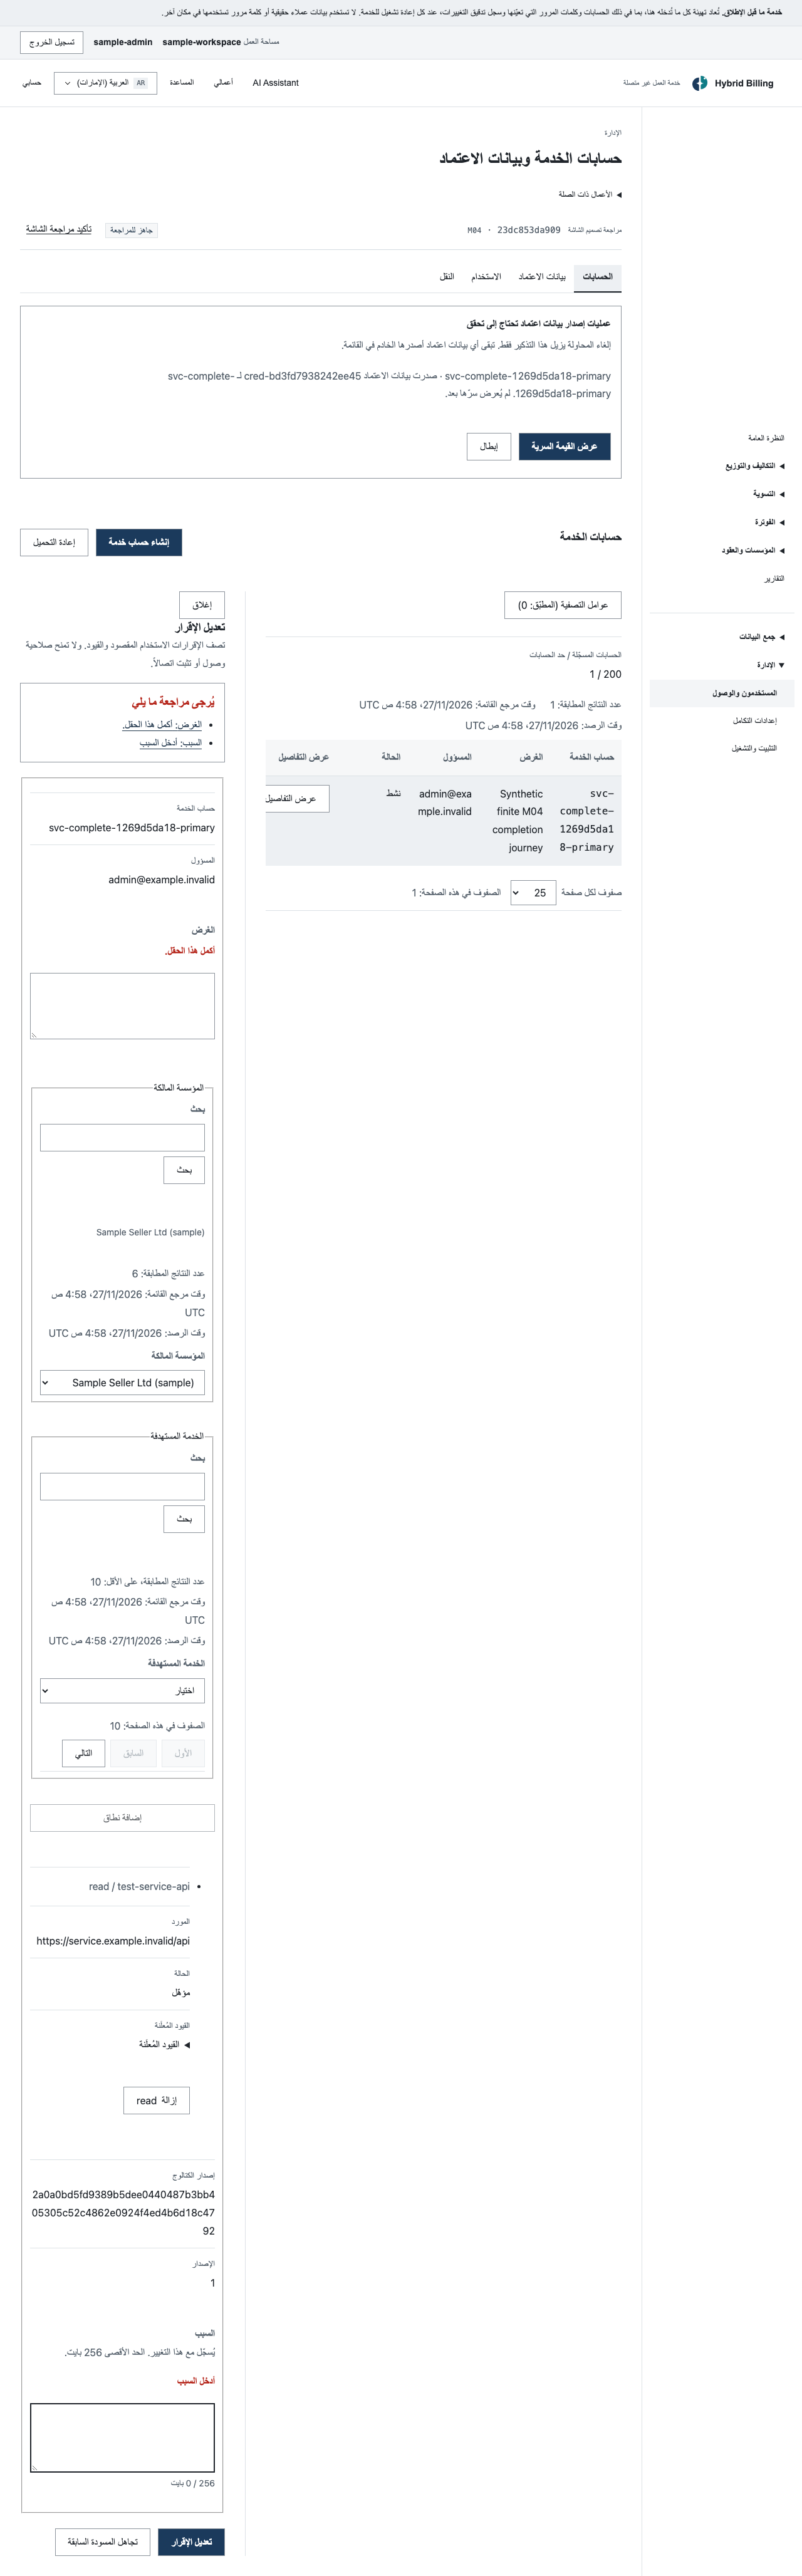 خدمة ما قبل الإطلاق. تُعاد تهيئة كل ما تُدخله هنا، بما في ذلك الحسابات وكلمات المرور التي تعيّنها وسجل تدقيق التغييرات، عند كل إعادة تشغيل للخدمة. لا تستخدم بيانات عملاء حقيقية أو كلمة مرور تستخدمها في مكان آخر.
مساحة العمل sample-workspace sample-admin تسجيل الخروج
Hybrid Billing خدمة العمل غير متصلة AI Assistant أعمالي المساعدة AR العربية (الإمارات) حسابي
النظرة العامة
التكاليف والتوزيع
التسوية
الفوترة
المؤسسات والعقود
التقارير
جمع البيانات
الإدارة
المستخدمون والوصول
إعدادات التكامل
التثبيت والتشغيل
الإدارة
حسابات الخدمة وبيانات الاعتماد
الأعمال ذات الصلة
مراجعة تصميم الشاشة M04 · 23dc853da909 جاهز للمراجعة تأكيد مراجعة الشاشة
الحسابات بيانات الاعتماد الاستخدام النقل
عمليات إصدار بيانات اعتماد تحتاج إلى تحقق
إلغاء المحاولة يزيل هذا التذكير فقط. تبقى أي بيانات اعتماد أصدرها الخادم في القائمة.
svc-complete-1269d5da18-primary · صدرت بيانات الاعتماد cred-bd3fd7938242ee45 لـ svc-complete-
1269d5da18-primary. لم يُعرض سرّها بعد.
عرض القيمة السرية إبطال
حسابات الخدمة إنشاء حساب خدمة إعادة التحميل
عوامل التصفية (المطبّق: 0)
الحسابات المسجّلة / حد الحسابات
1 / 200
عدد النتائج المطابقة: 1 وقت مرجع القائمة: 27/11/2026، 4:58 ص UTC
وقت الرصد: 27/11/2026، 4:58 ص UTC
حساب الخدمة الغرض المسؤول الحالة عرض التفاصيل
svc- Synthetic admin@exa نشط عرض التفاصيل
complete- finite M04 mple.invalid
1269d5da1 completion
8-primary journey
صفوف لكل صفحة 25 الصفوف في هذه الصفحة: 1
إغلاق
تعديل الإقرار
تصف الإقرارات الاستخدام المقصود والقيود. ولا تمنح صلاحية
وصول أو تثبت اتصالاً.
يُرجى مراجعة ما يلي
الغرض: أكمل هذا الحقل.
السبب: أدخل السبب
حساب الخدمة
svc-complete-1269d5da18-primary
المسؤول
admin@example.invalid
الغرض
أكمل هذا الحقل.
المؤسسة المالكة
بحث
بحث
Sample Seller Ltd (sample)
عدد النتائج المطابقة: 6
وقت مرجع القائمة: 27/11/2026، 4:58 ص
UTC
وقت الرصد: 27/11/2026، 4:58 ص UTC
المؤسسة المالكة
Sample Seller Ltd (sample)
الخدمة المستهدفة
بحث
بحث
عدد النتائج المطابقة، على الأقل: 10
وقت مرجع القائمة: 27/11/2026، 4:58 ص
UTC
وقت الرصد: 27/11/2026، 4:58 ص UTC
الخدمة المستهدفة
اختيار
الصفوف في هذه الصفحة: 10
الأول السابق التالي
إضافة نطاق
read / test-service-api
المورد
https://service.example.invalid/api
الحالة
مؤهّل
القيود المُعلَنة
القيود المُعلَنة
إزالة read
إصدار الكتالوج
2a0a0bd5fd9389b5dee0440487b3bb4
05305c52c4862e0924f4ed4b6d18c47
92
الإصدار
1
السبب
يُسجّل مع هذا التغيير. الحد الأقصى 256 بايت.
أدخل السبب
256 / 0 بايت
تعديل الإقرار تجاهل المسودة السابقة